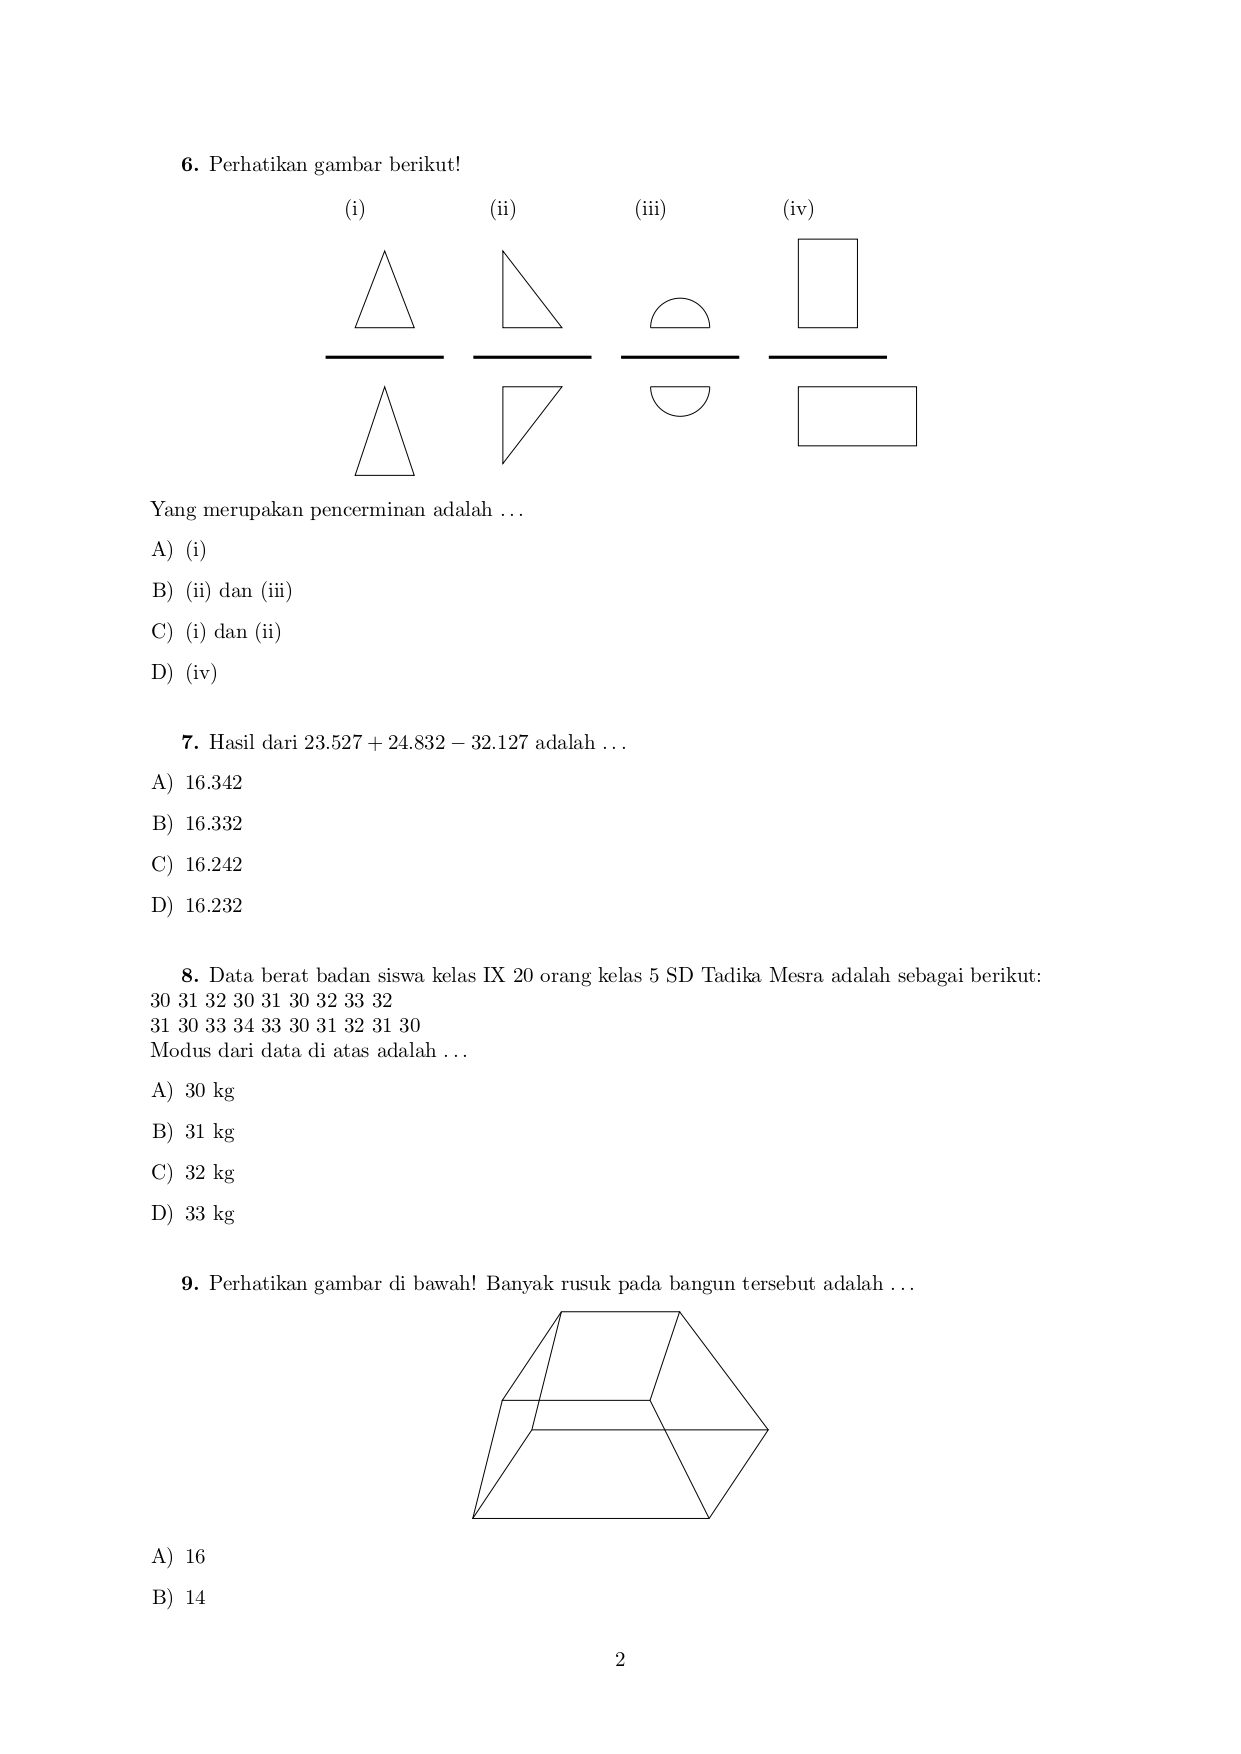 6. Perhatikan gambar berikut!
(i) (ii) (iii) (iv)
Yang merupakan pencerminan adalah . . .
A) (i)
B) (ii) dan (iii)
C) (i) dan (ii)
D) (iv)
7. Hasil dari 23.527 + 24.832 − 32.127 adalah . . .
A) 16.342
B) 16.332
C) 16.242
D) 16.232
8. Data berat badan siswa kelas IX 20 orang kelas 5 SD Tadika Mesra adalah sebagai berikut:
30 31 32 30 31 30 32 33 32
31 30 33 34 33 30 31 32 31 30
Modus dari data di atas adalah . . .
A) 30 kg
B) 31 kg
C) 32 kg
D) 33 kg
9. Perhatikan gambar di bawah! Banyak rusuk pada bangun tersebut adalah . . .
A) 16
B) 14
2